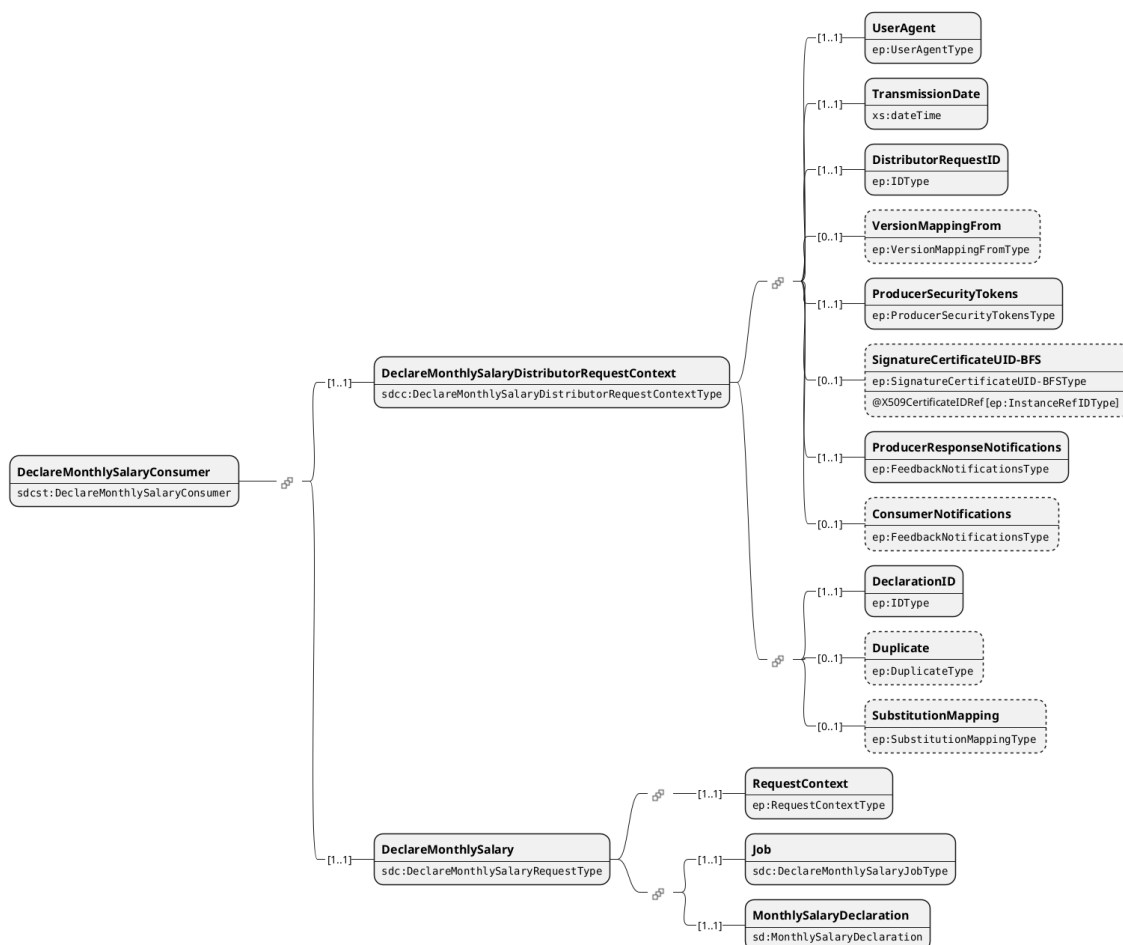 [1..1]
UserAgent
ep:UserAgentType
[1..1]
TransmissionDate
xs:dateTime
[1..1]
DistributorRequestID
ep:IDType
[0..1]
VersionMappingFrom
ep:VersionMappingFromType
[1..1]
ProducerSecurityTokens
ep:ProducerSecurityTokensType
[0..1]
SignatureCertificateUID-BFS
ep:SignatureCertificateUID-BFSType
@X509CertificateIDRef [ep:InstanceRefIDType]
[1..1]
DeclareMonthlySalaryDistributorRequestContext
sdcc:DeclareMonthlySalaryDistributorRequestContextType
[1..1]
ProducerResponseNotifications
ep:FeedbackNotificationsType
DeclareMonthlySalaryConsumer
sdcst:DeclareMonthlySalaryConsumer
[0..1]
ConsumerNotifications
ep:FeedbackNotificationsType
[1..1]
DeclarationID
ep:IDType
[0..1]
Duplicate
ep:DuplicateType
[0..1]
SubstitutionMapping
ep:SubstitutionMappingType
[1..1]
RequestContext
ep:RequestContextType
[1..1]
DeclareMonthlySalary
sdc:DeclareMonthlySalaryRequestType
[1..1]
Job
sdc:DeclareMonthlySalaryJobType
[1..1]
MonthlySalaryDeclaration
sd:MonthlySalaryDeclaration